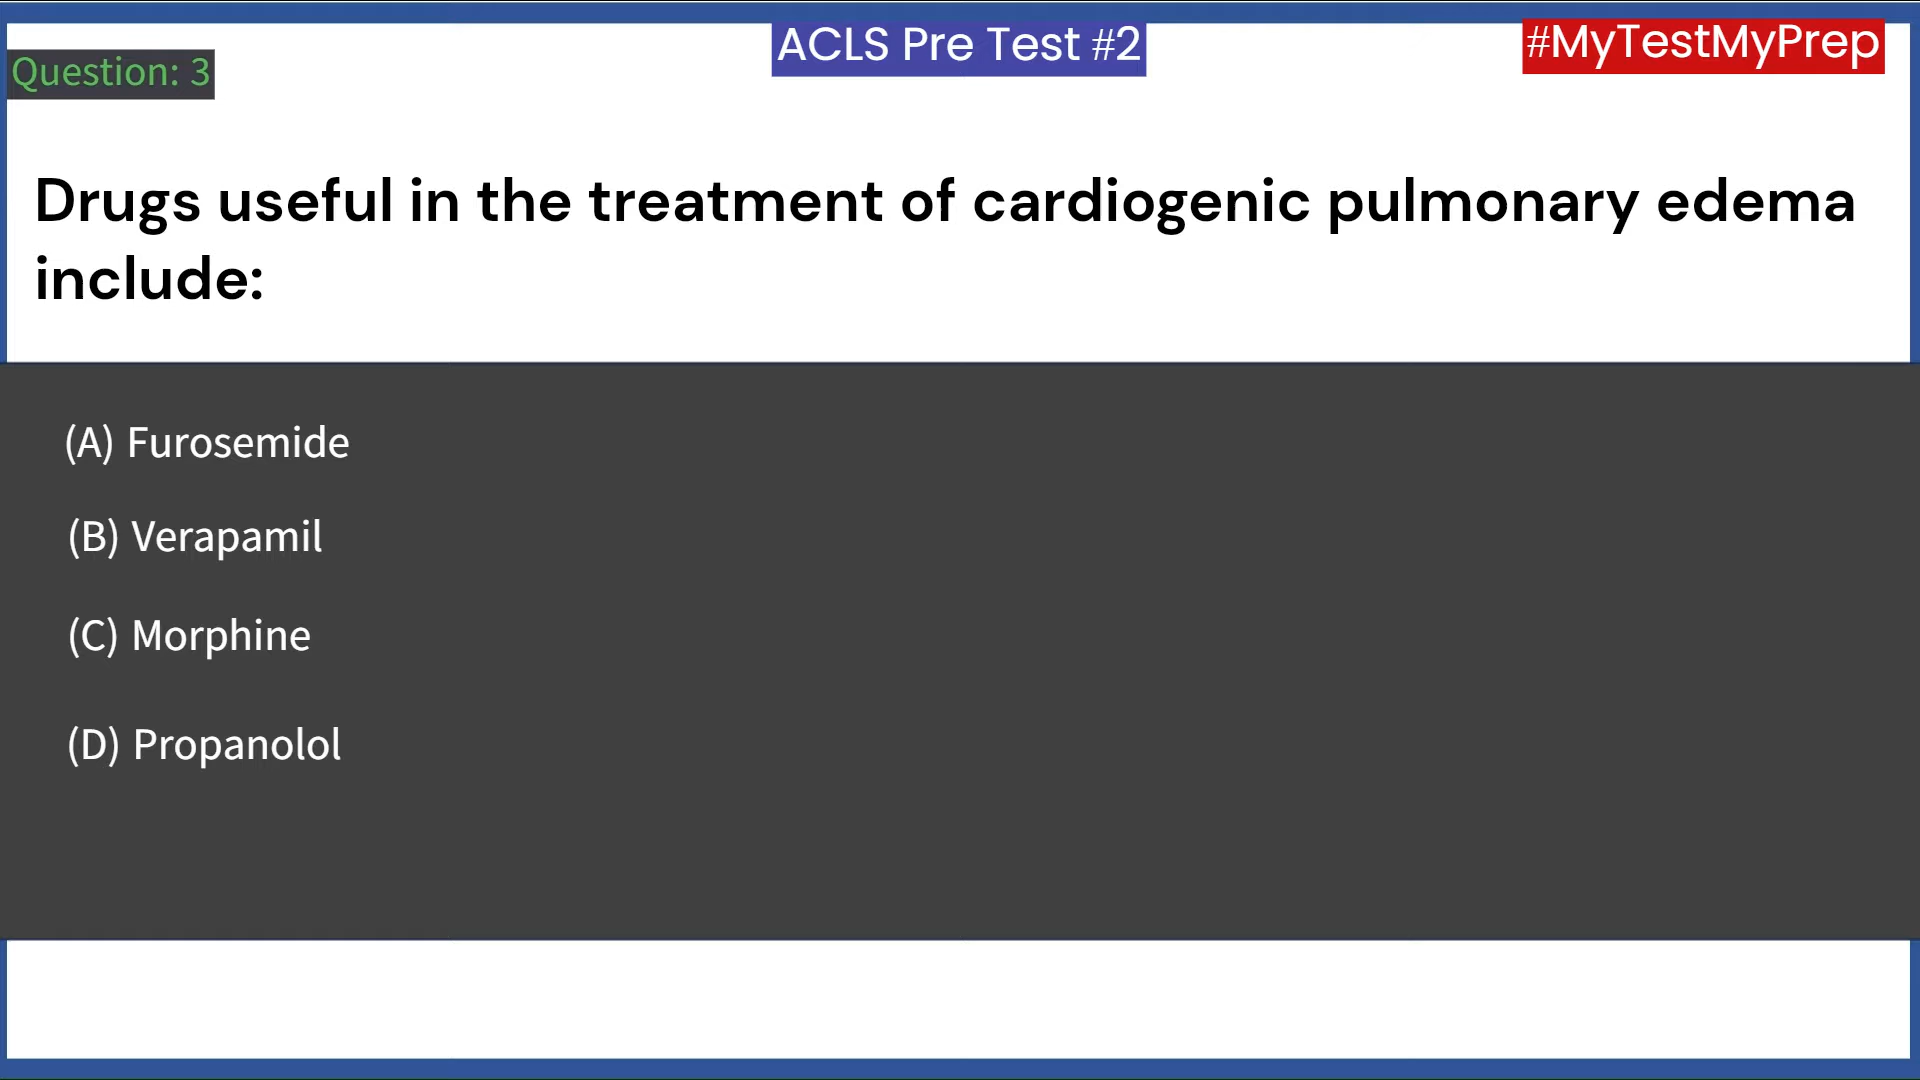 ACLS Pre Test #2
#MyTestMyPrep
Question: 3
Drugs useful in the treatment of cardiogenic pulmonary edema
include:
(A) Furosemide
(B) Verapamil
(C) Morphine
(D) Propanolol